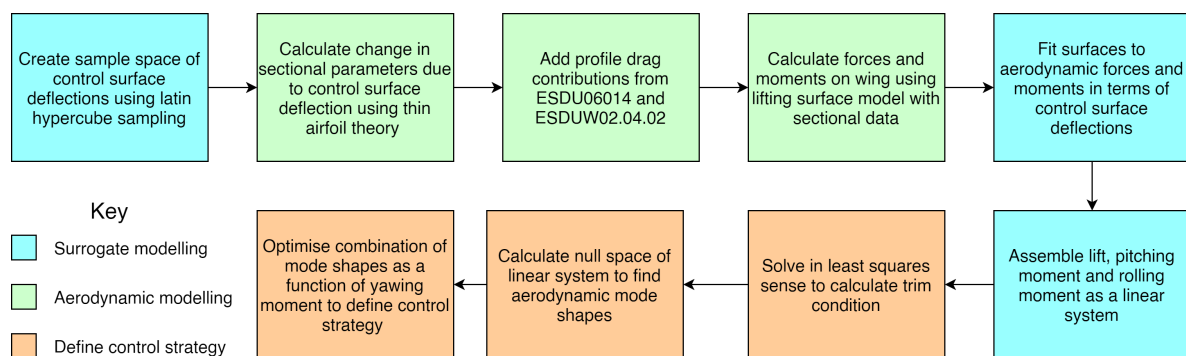 Create sample space of
control surface
deflections using latin
hypercube sampling
Calculate change in
sectional parameters due
to control surface
deflection using thin
airfoil theory
Add profile drag
contributions from
ESDU06014 and
ESDUW02.04.02
Calculate forces and
moments on wing using
lifting surface model with
sectional data
Fit surfaces to
aerodynamic forces and
moments in terms of
control surface
deflections
Assemble lift, pitching
moment and rolling
moment as a linear
system
Solve in least squares
sense to calculate trim
condition
Calculate null space of
linear system to find
aerodynamic mode
shapes
Optimise combination of
mode shapes as a
function of yawing
moment to define control
strategy
Key
Surrogate modelling
Aerodynamic modelling
Define control strategy